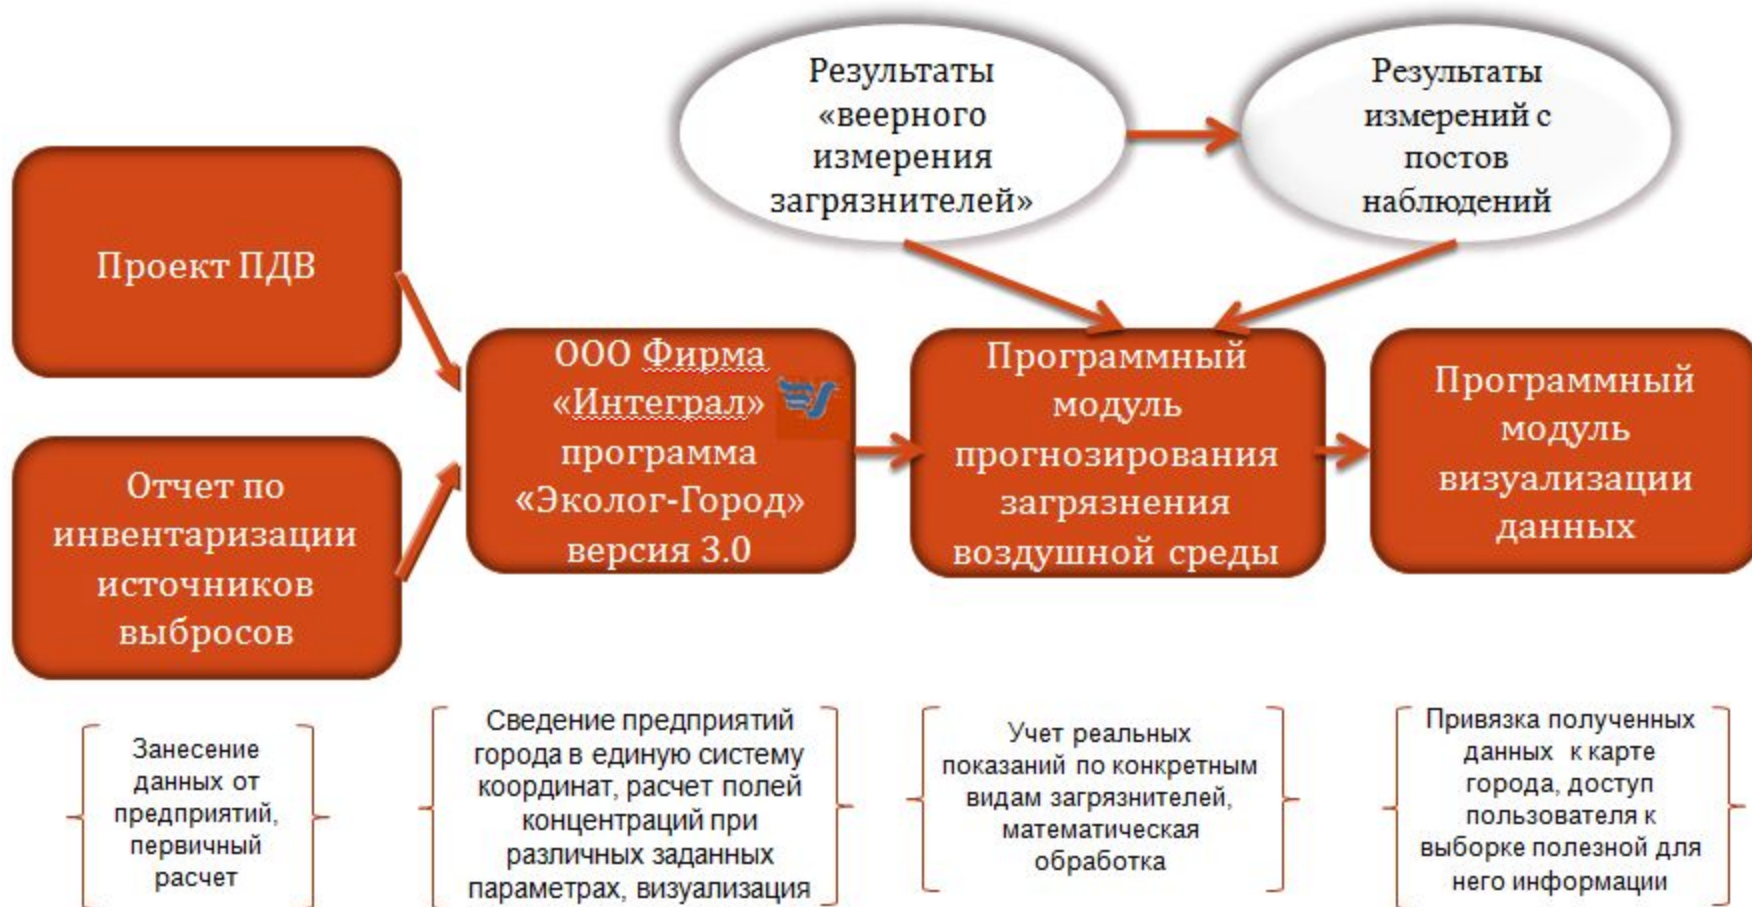 Результаты
«веерного
измерения
загрязнителей»
Результаты
измерений с
постов
наблюдений
Проект ПДВ
Отчет по
инвентаризации
источников
выбросов
ООО Фирма
«Интеграл»
программа
«Эколог-Город»
версия 3.0
Программный
модуль
прогнозирования
загрязнения
воздушной среды
Программный
модуль
визуализации
данных
Занесение
данных от
предприятий,
первичный
расчет
Сведение предприятий
города в единую систему
координат, расчет полей
концентраций при
различных заданных
параметрах, визуализация
Учет реальных
показаний по конкретным
видам загрязнителей,
математическая
обработка
Привязка полученных
данных к карте
города, доступ
пользователя к
выборке полезной для
него информации